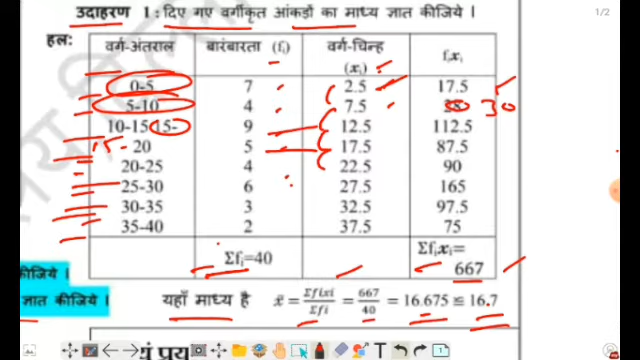 उदाहरण 1 : दिए गए वर्गीकृत आंकड़ों का माध्य ज्ञात कीजिये ।
1/2
हलः
वर्ग-अंतराल बारंबारता (fᵢ) वर्ग-चिन्ह (xᵢ) fᵢxᵢ
0-5 7 2.5 17.5
5-10 4 7.5 30
10-15 15- 9 12.5 112.5
15-20 5 17.5 87.5
20-25 4 22.5 90
25-30 6 27.5 165
30-35 3 32.5 97.5
35-40 2 37.5 75
Σfᵢ=40 Σfᵢxᵢ= 667
कीजिये ।
ज्ञात कीजिये ।
यहाँ माध्य है x̄ = Σfixi/Σfi = 667/40 = 16.675 ≅ 16.7